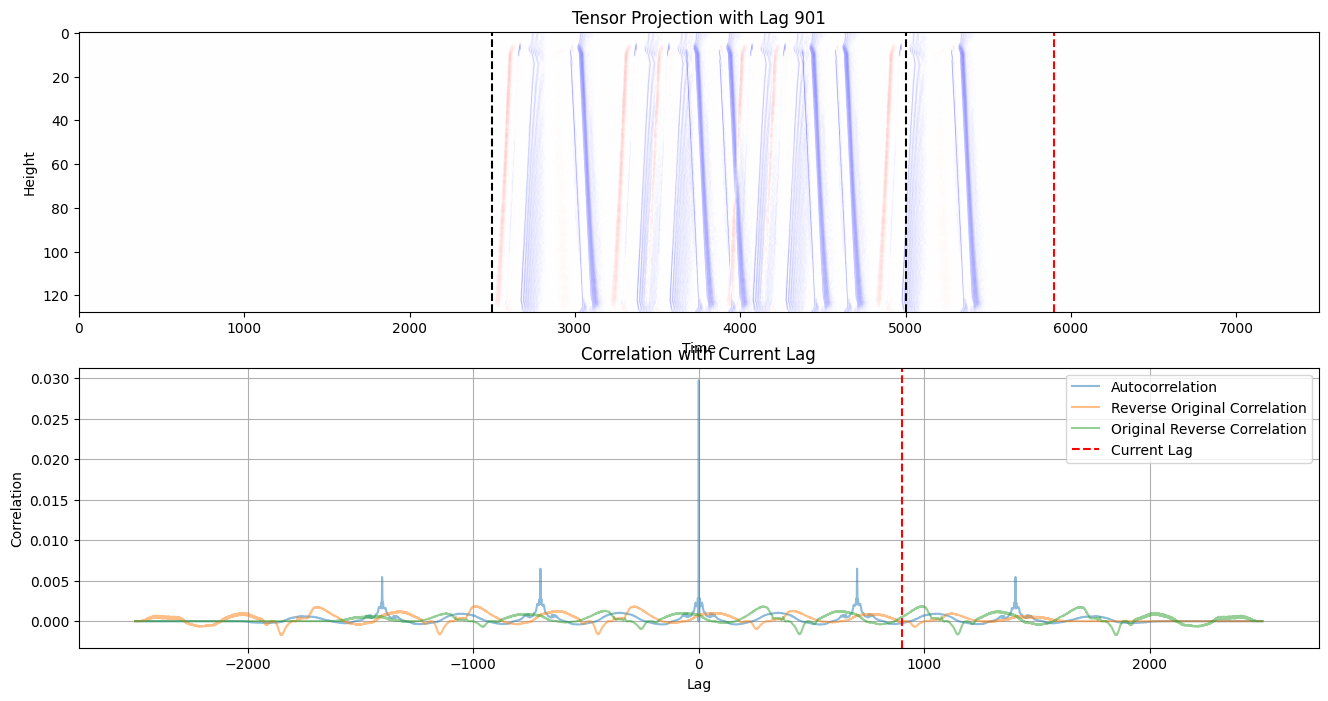 Tensor Projection with Lag 901
Height
0
20
40
60
80
100
120
0 1000 2000 3000 4000 5000 6000 7000
Time
Correlation with Current Lag
Correlation
0.030
0.025
0.020
0.015
0.010
0.005
0.000
Autocorrelation
Reverse Original Correlation
Original Reverse Correlation
Current Lag
−2000 −1000 0 1000 2000
Lag